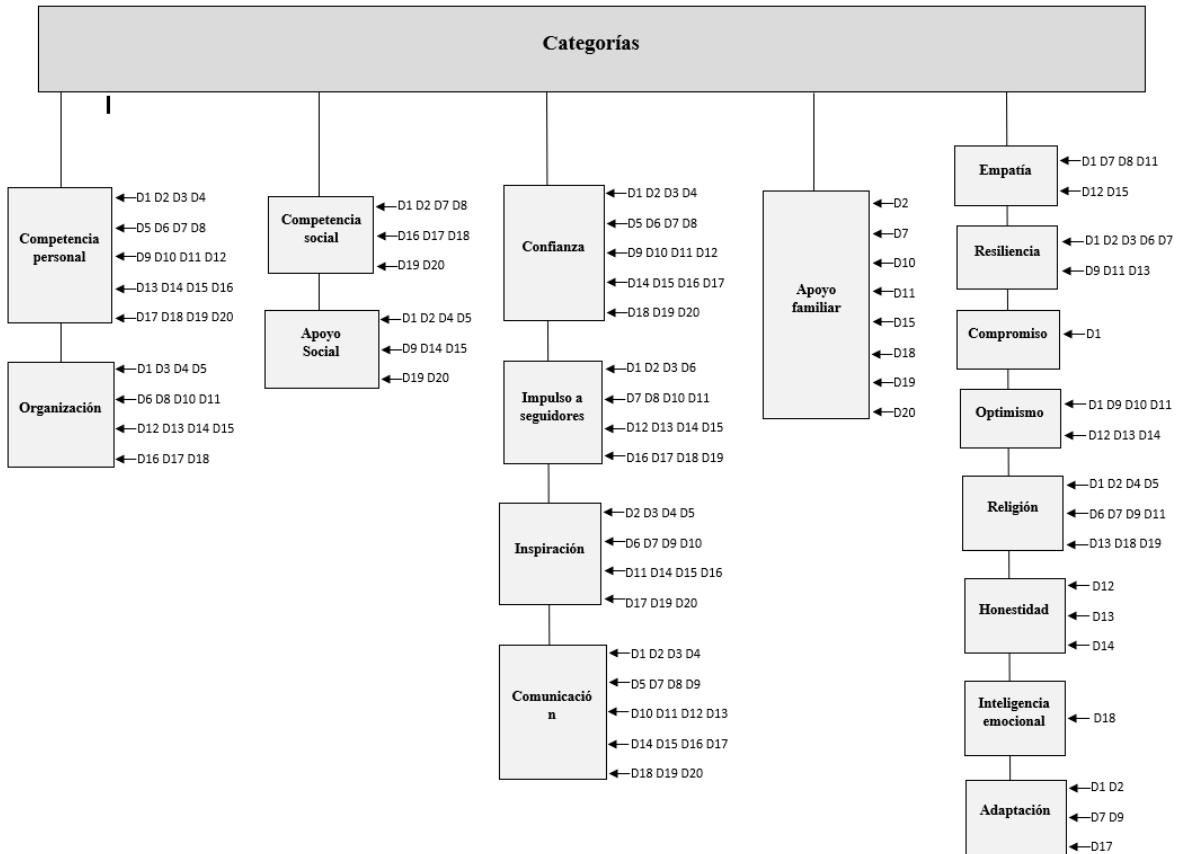 Categorías
Competencia
personal
D1 D2 D3 D4
D5 D6 D7 D8
D9 D10 D11 D12
D13 D14 D15 D16
D17 D18 D19 D20
Organización
D1 D3 D4 D5
D6 D8 D10 D11
D12 D13 D14 D15
D16 D17 D18
Competencia
social
D1 D2 D7 D8
D16 D17 D18
D19 D20
Apoyo
Social
D1 D2 D4 D5
D9 D14 D15
D19 D20
Confianza
D1 D2 D3 D4
D5 D6 D7 D8
D9 D10 D11 D12
D14 D15 D16 D17
D18 D19 D20
Impulso a
seguidores
D1 D2 D3 D6
D7 D8 D10 D11
D12 D13 D14 D15
D16 D17 D18 D19
Inspiración
D2 D3 D4 D5
D6 D7 D9 D10
D11 D14 D15 D16
D17 D19 D20
Comunicació
n
D1 D2 D3 D4
D5 D7 D8 D9
D10 D11 D12 D13
D14 D15 D16 D17
D18 D19 D20
Apoyo
familiar
D2
D7
D10
D11
D15
D18
D19
D20
Empatía
D1 D7 D8 D11
D12 D15
Resiliencia
D1 D2 D3 D6 D7
D9 D11 D13
Compromiso
D1
Optimismo
D1 D9 D10 D11
D12 D13 D14
Religión
D1 D2 D4 D5
D6 D7 D9 D11
D13 D18 D19
Honestidad
D12
D13
D14
Inteligencia
emocional
D18
Adaptación
D1 D2
D7 D9
D17